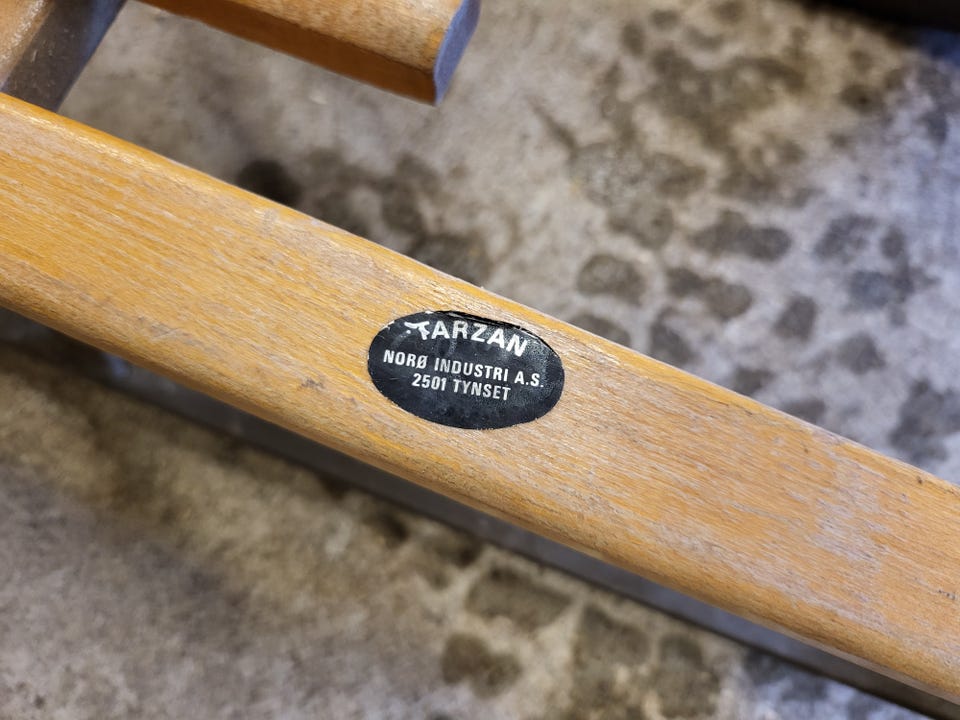 TARZAN
NORØ INDUSTRI A.S.
2501 TYNSET